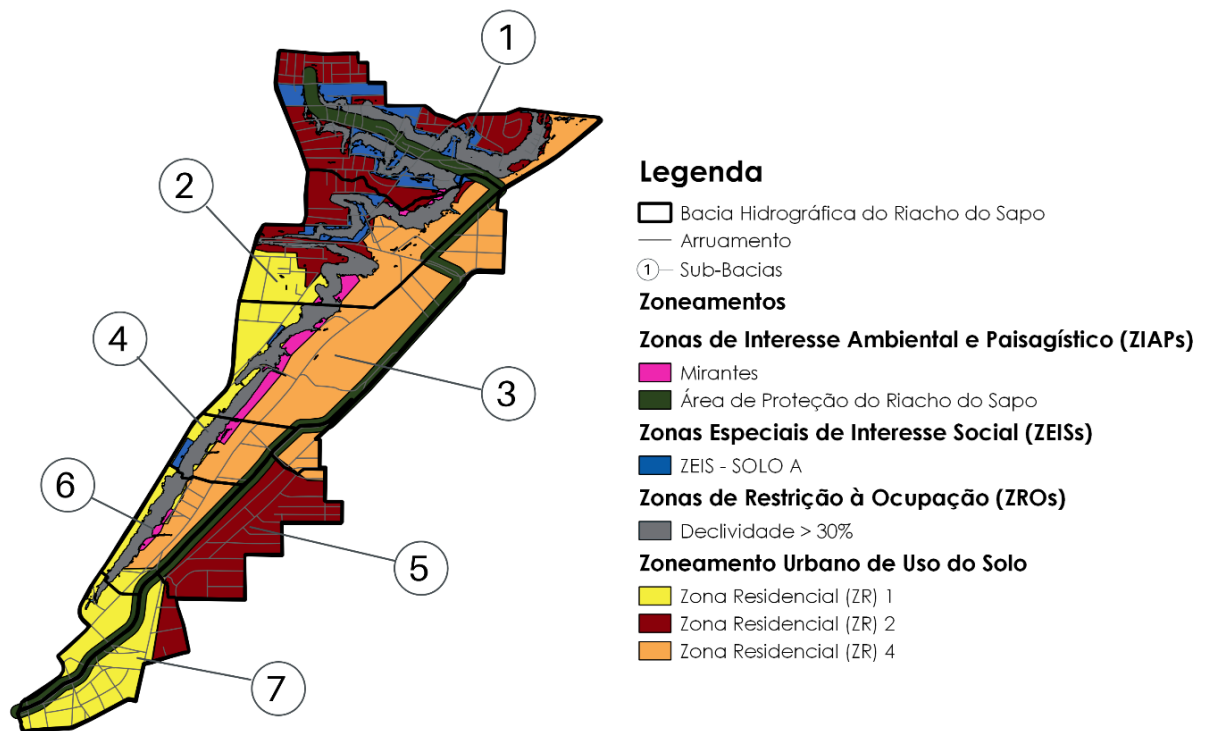 1
2
4
3
6
5
7
Legenda
Bacia Hidrográfica do Riacho do Sapo
Arruamento
1 Sub-Bacias
Zoneamentos
Zonas de Interesse Ambiental e Paisagístico (ZIAPs)
Mirantes
Área de Proteção do Riacho do Sapo
Zonas Especiais de Interesse Social (ZEISs)
ZEIS - SOLO A
Zonas de Restrição à Ocupação (ZROs)
Declividade > 30%
Zoneamento Urbano de Uso do Solo
Zona Residencial (ZR) 1
Zona Residencial (ZR) 2
Zona Residencial (ZR) 4